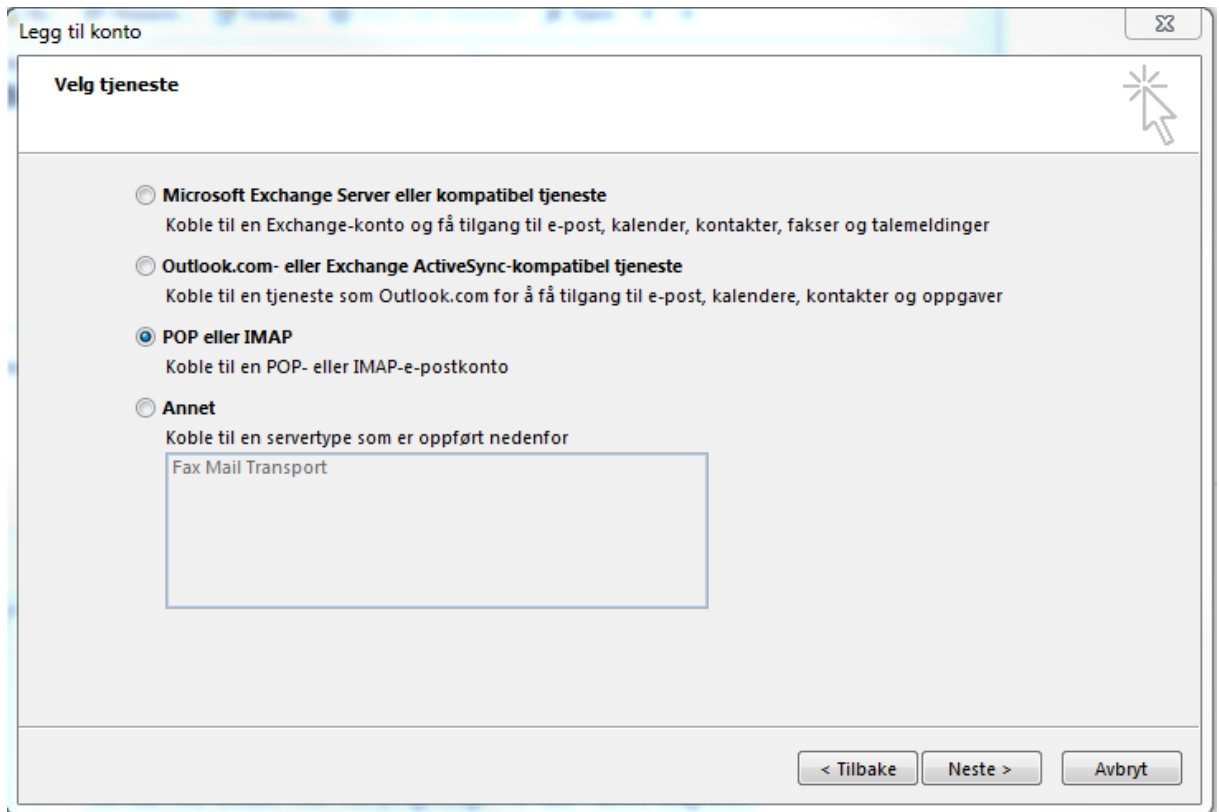 Legg til konto
Velg tjeneste
Microsoft Exchange Server eller kompatibel tjeneste
Koble til en Exchange-konto og få tilgang til e-post, kalender, kontakter, fakser og talemeldinger
Outlook.com- eller Exchange ActiveSync-kompatibel tjeneste
Koble til en tjeneste som Outlook.com for å få tilgang til e-post, kalendere, kontakter og oppgaver
POP eller IMAP
Koble til en POP- eller IMAP-e-postkonto
Annet
Koble til en servertype som er oppført nedenfor
Fax Mail Transport
< Tilbake Neste > Avbryt